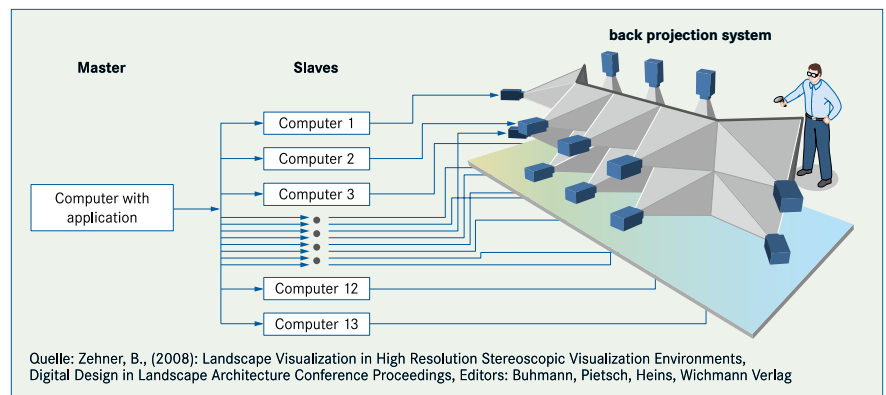 back projection system
Master
Slaves
Computer 1
Computer 2
Computer 3
Computer with
application
Computer 12
Computer 13
Quelle: Zehner, B., (2008): Landscape Visualization in High Resolution Stereoscopic Visualization Environments,
Digital Design in Landscape Architecture Conference Proceedings, Editors: Buhmann, Pietsch, Heins, Wichmann Verlag